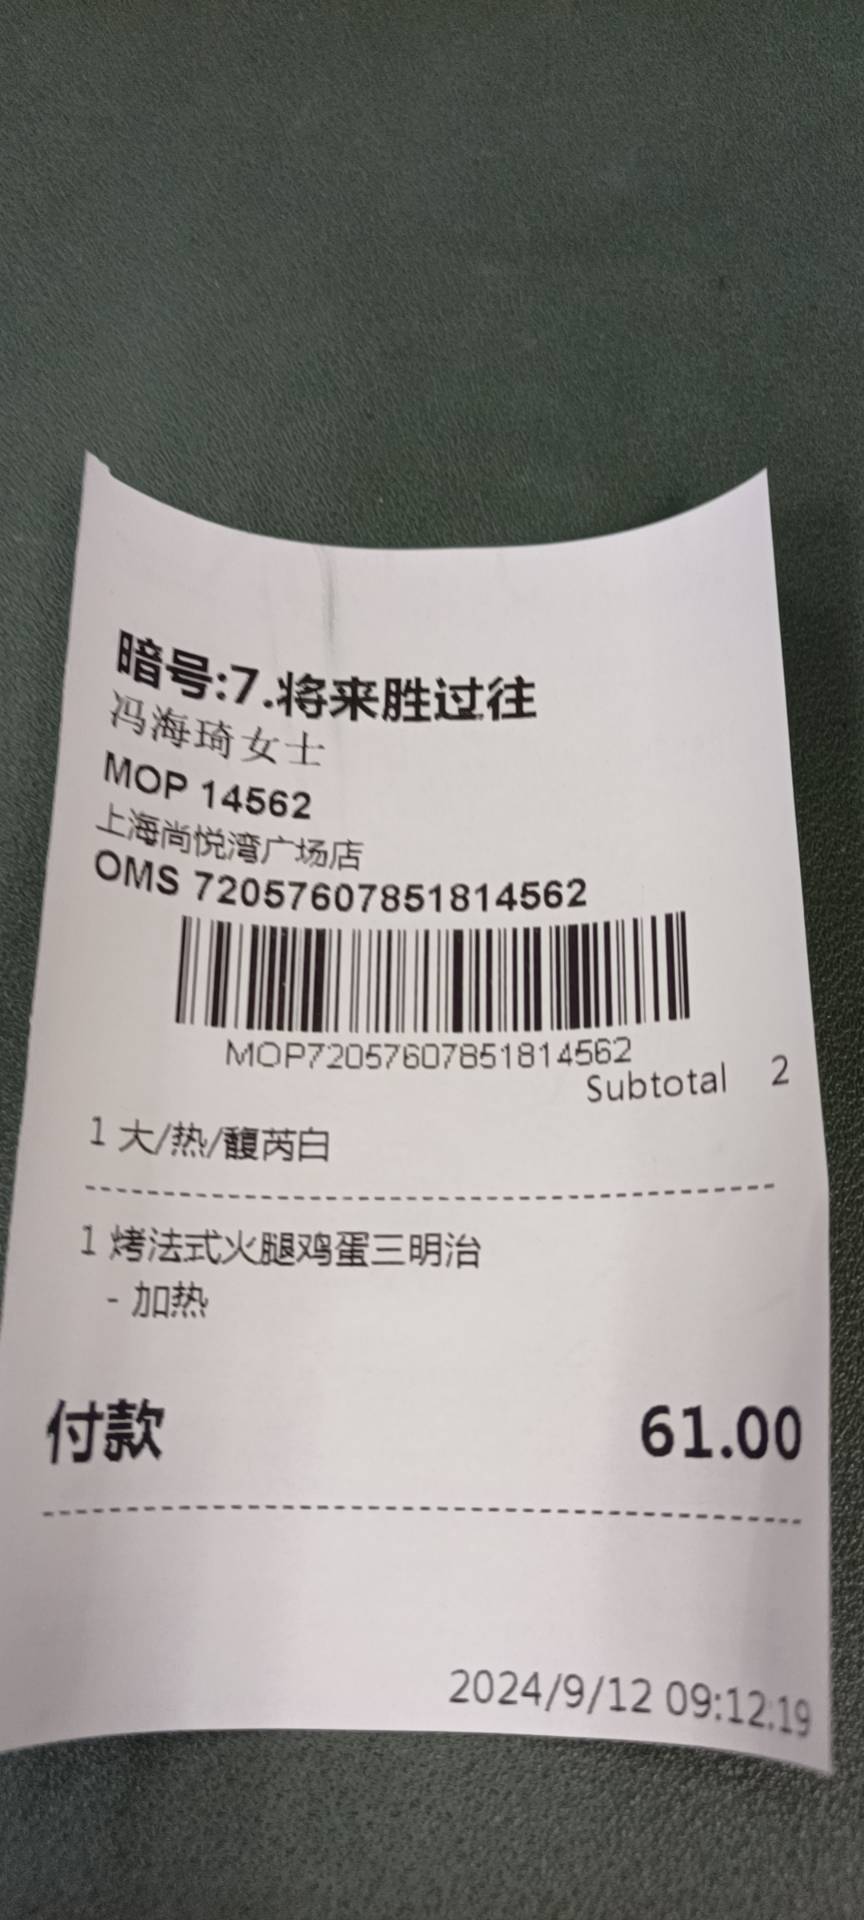 暗号:7.将来胜过往
冯海琦女士
MOP 14562
上海尚悦湾广场店
OMS 72057607851814562
MOP72057607851814562
Subtotal 2
1 大/热/馥芮白
1 烤法式火腿鸡蛋三明治
- 加热
付款 61.00
2024/9/12 09:12:19